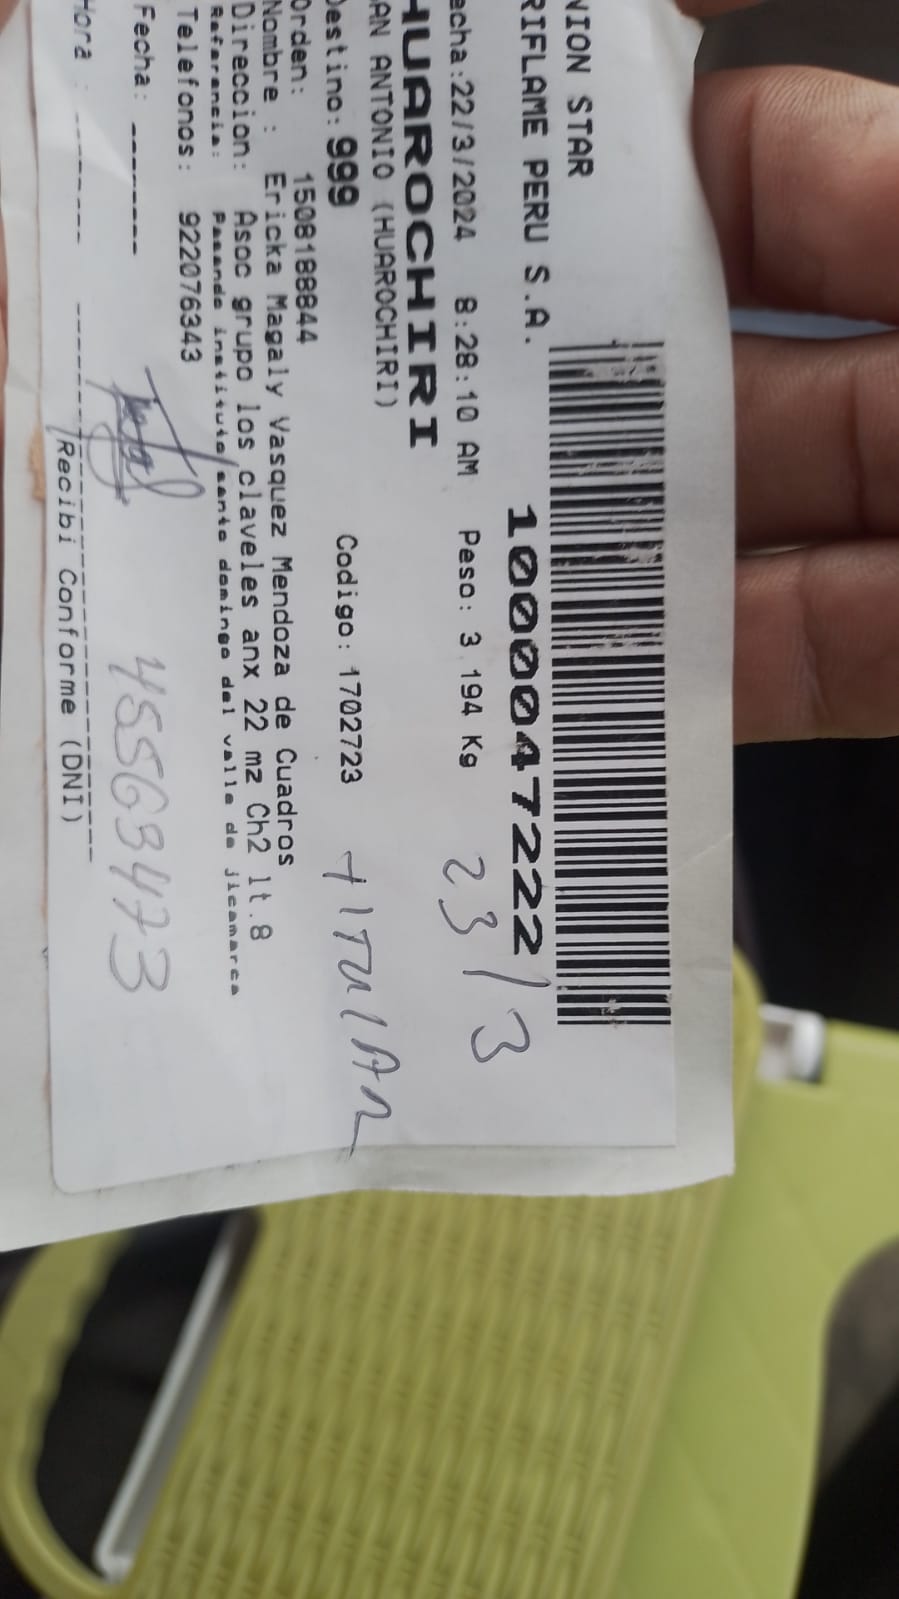 NION STAR
RIFLAME PERU S.A.
1000047222
echa:22/3/2024 8:28:10 AM Peso: 3.194 Kg
23/3
HUAROCHIRI
AN ANTONIO (HUAROCHIRI)
Destino: 999 Codigo: 1702723
TITULAR
Orden: 1508188844
Nombre : Ericka Magaly Vasquez Mendoza de Cuadros
Direccion: Asoc grupo los claveles anx 22 mz Ch2 lt.8
Referencia: Pasando instituto santo domingo del valle de jicamarca
Telefonos: 922076343
Fecha: ------
45563473
Hora : ------
Recibi Conforme (DNI)